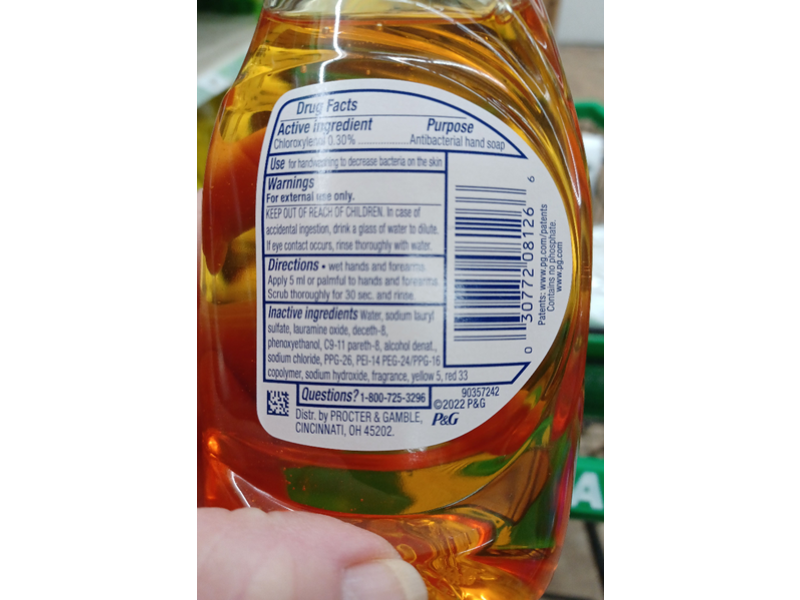 Drug Facts
Active ingredient Purpose
Chloroxylenol 0.30% Antibacterial hand soap
Use for handwashing to decrease bacteria on the skin
Warnings
For external use only.
KEEP OUT OF REACH OF CHILDREN. In case of
accidental ingestion, drink a glass of water to dilute.
If eye contact occurs, rinse thoroughly with water.
Directions • wet hands and forearms.
Apply 5 ml or palmful to hands and forearms.
Scrub thoroughly for 30 sec. and rinse.
Inactive ingredients Water, sodium lauryl
sulfate, lauramine oxide, deceth-8,
phenoxyethanol, C9-11 pareth-8, alcohol denat.,
sodium chloride, PPG-26, PEI-14 PEG-24/PPG-16
copolymer, sodium hydroxide, fragrance, yellow 5, red 33
Questions? 1-800-725-3296
Distr. by PROCTER & GAMBLE,
CINCINNATI, OH 45202.
90357242
©2022 P&G
P&G
0 30772 08126 6
Patents: www.pg.com/patents
Contains no phosphate.
www.pg.com
A